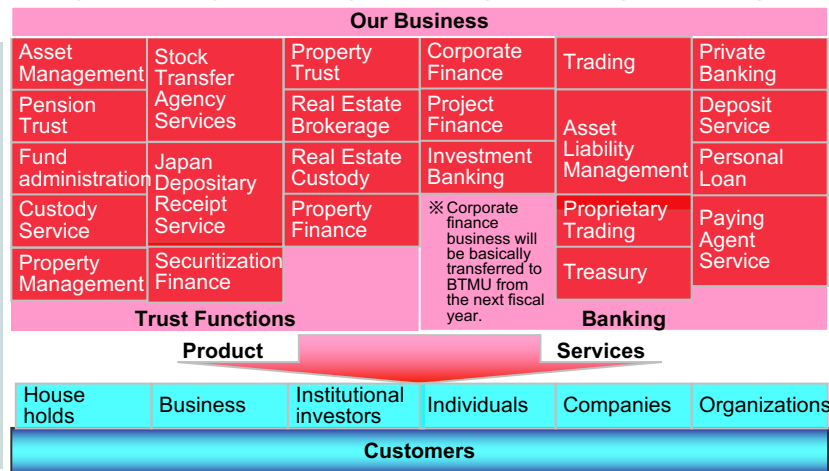 Our Business
Asset
Management
Pension
Trust
Fund
administration
Custody
Service
Property
Management
Stock
Transfer
Agency
Services
Japan
Depositary
Receipt
Service
Securitization
Finance
Property
Trust
Real Estate
Brokerage
Real Estate
Custody
Property
Finance
Trust Functions
Corporate
Finance
Project
Finance
Investment
Banking
※ Corporate
finance
business will
be basically
transferred to
BTMU from
the next fiscal
year.
Trading
Asset
Liability
Management
Proprietary
Trading
Treasury
Private
Banking
Deposit
Service
Personal
Loan
Paying
Agent
Service
Banking
Product
Services
House
holds
Business
Institutional
investors
Individuals
Companies
Organizations
Customers